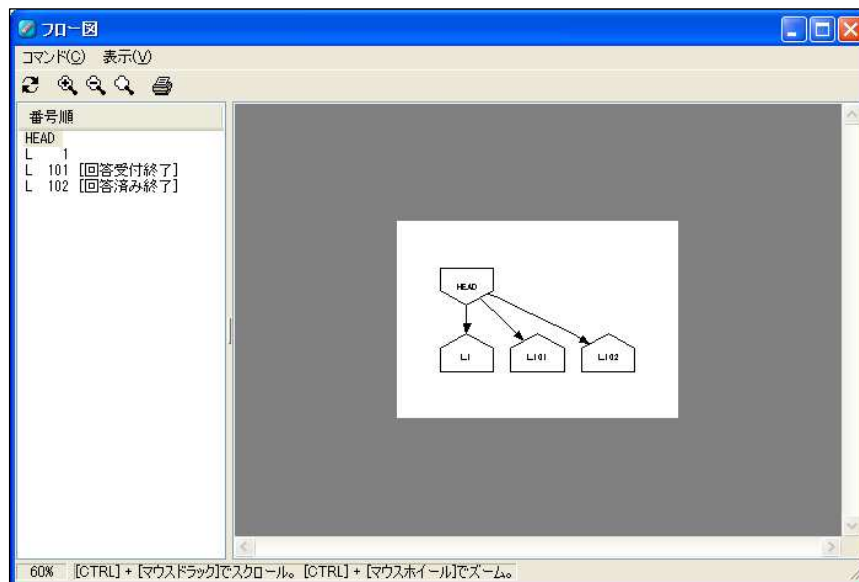 フロー図
コマンド(C) 表示(V)
番号順
HEAD
L 1
L 101 [回答受付終了]
L 102 [回答済み終了]
HEAD
L1
L101
L102
60% [CTRL] + [マウスドラック]でスクロール。[CTRL] + [マウスホイール]でズーム。